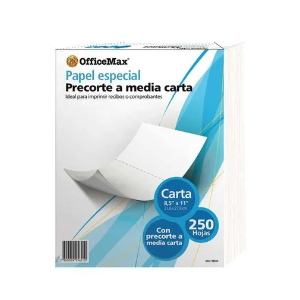 OfficeMax
Papel especial
Precorte a media carta
Ideal para imprimir recibos o comprobantes
Carta
8.5" x 11"
Con
precorte a
media carta
250
Hojas